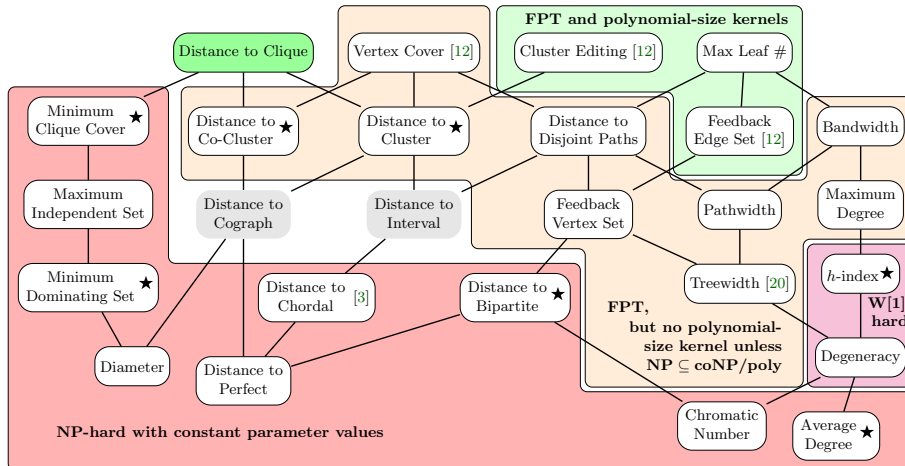 FPT and polynomial-size kernels
Distance to Clique
Vertex Cover [12]
Cluster Editing [12]
Max Leaf #
Minimum
Clique Cover ★
Distance to
Co-Cluster ★
Distance to
Cluster ★
Distance to
Disjoint Paths
Feedback
Edge Set [12]
Bandwidth
Maximum
Independent Set
Distance to
Cograph
Distance to
Interval
Feedback
Vertex Set
Pathwidth
Maximum
Degree
Minimum
Dominating Set ★
Distance to
Chordal [3]
Distance to
Bipartite ★
Treewidth [20]
h-index ★
W[1]
hard
FPT,
but no polynomial-
size kernel unless
NP ⊆ coNP/poly
Diameter
Distance to
Perfect
Degeneracy
Chromatic
Number
Average
Degree ★
NP-hard with constant parameter values